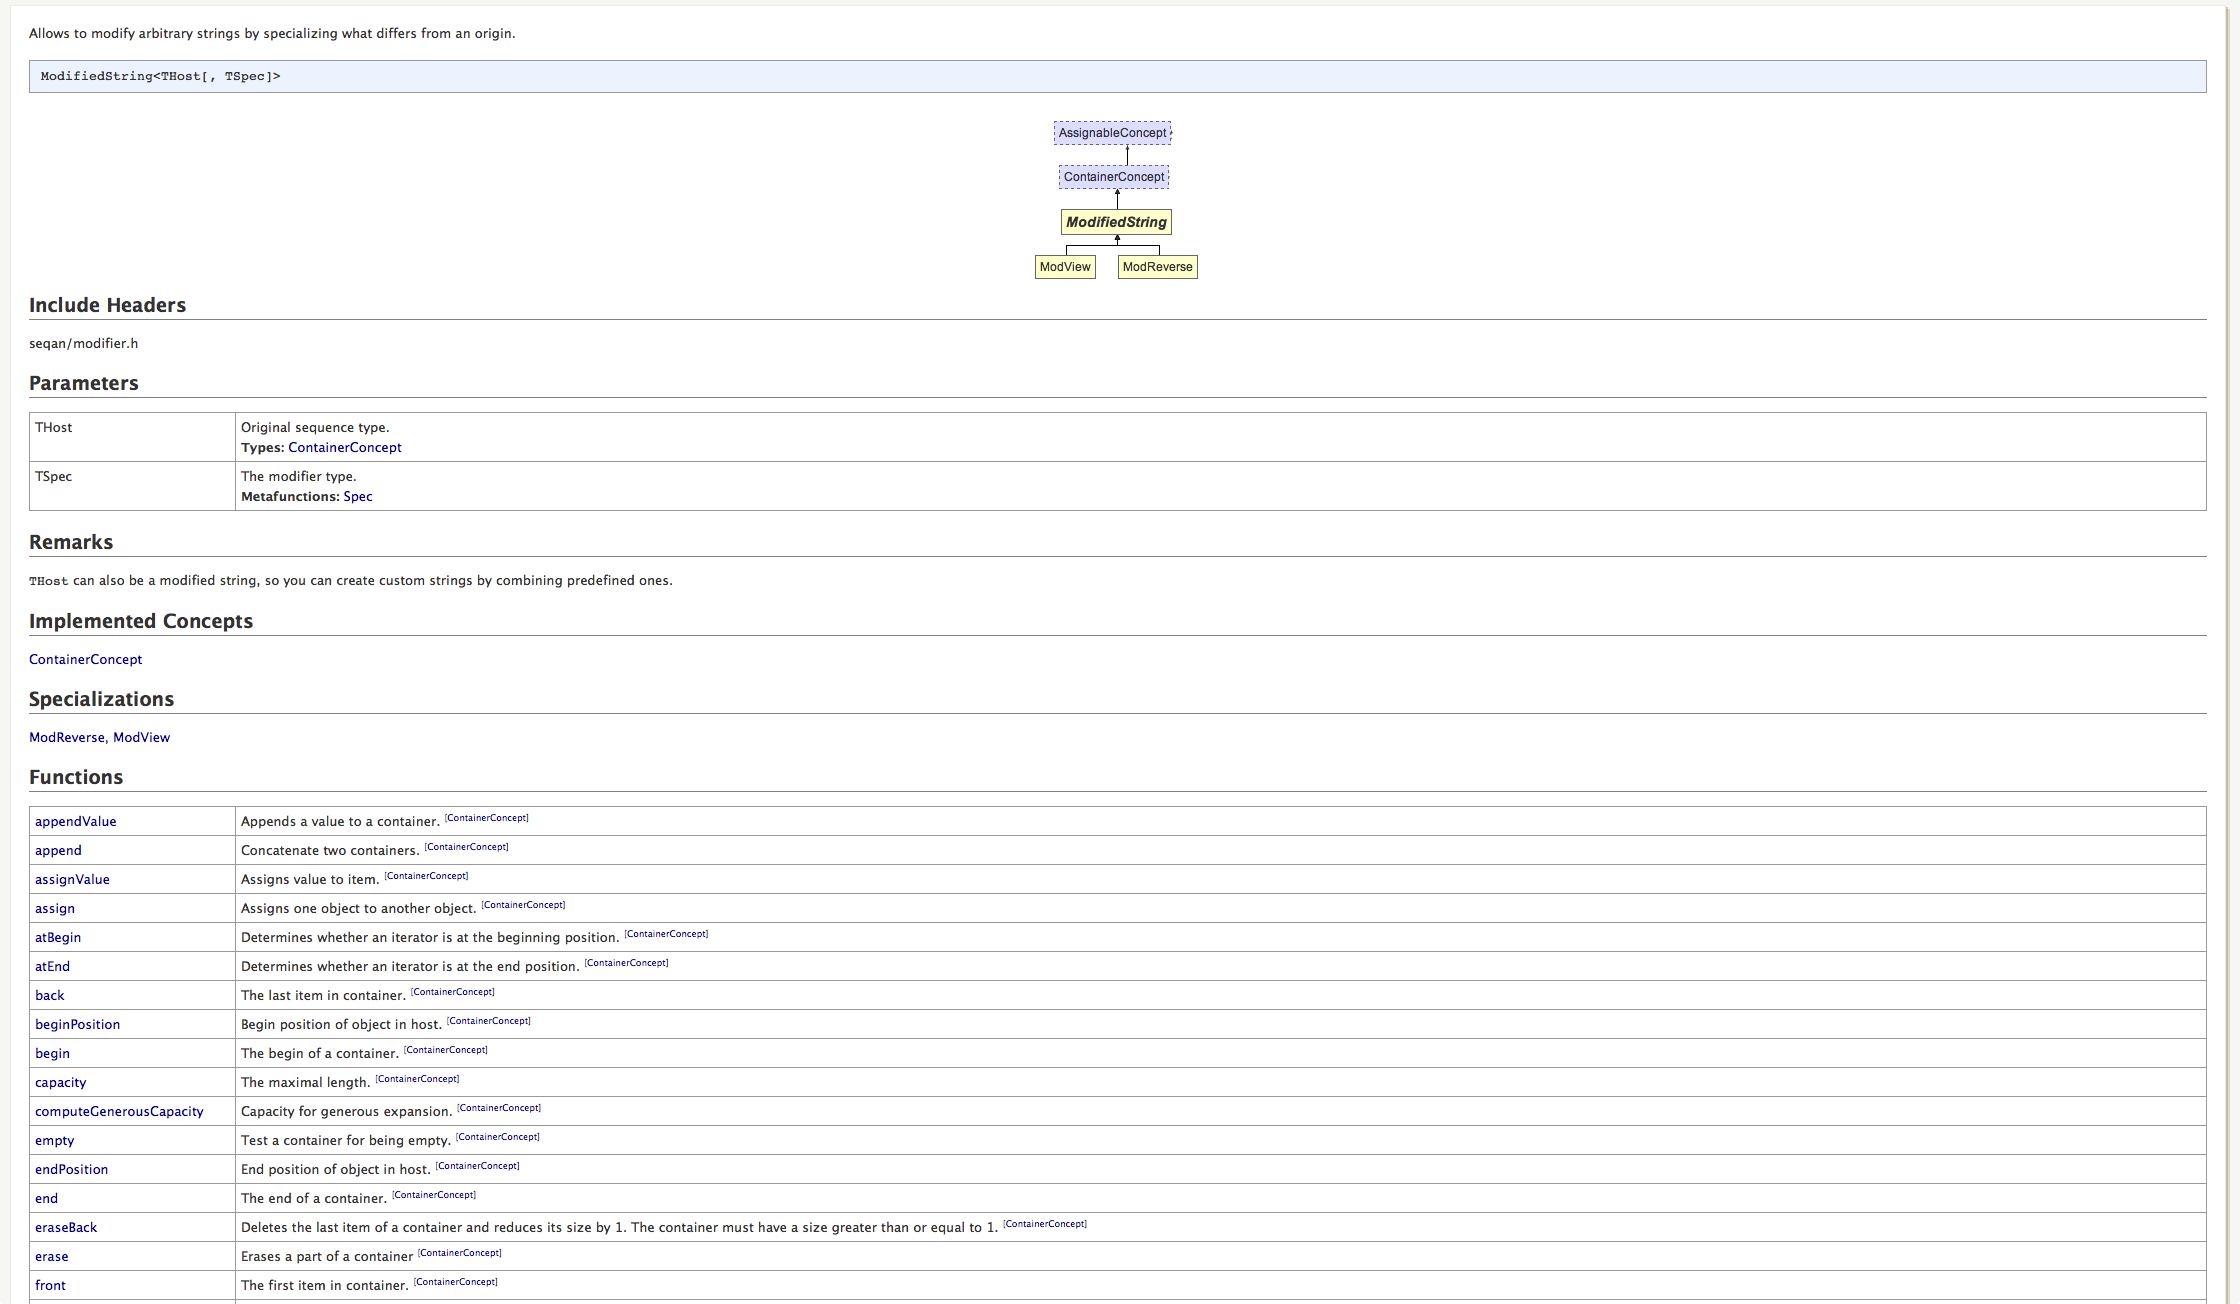 Allows to modify arbitrary strings by specializing what differs from an origin.
ModifiedString<THost[, TSpec]>
AssignableConcept
ContainerConcept
ModifiedString
ModView ModReverse
Include Headers
seqan/modifier.h
Parameters
THost Original sequence type.
Types: ContainerConcept
TSpec The modifier type.
Metafunctions: Spec
Remarks
THost can also be a modified string, so you can create custom strings by combining predefined ones.
Implemented Concepts
ContainerConcept
Specializations
ModReverse, ModView
Functions
appendValue Appends a value to a container. [ContainerConcept]
append Concatenate two containers. [ContainerConcept]
assignValue Assigns value to item. [ContainerConcept]
assign Assigns one object to another object. [ContainerConcept]
atBegin Determines whether an iterator is at the beginning position. [ContainerConcept]
atEnd Determines whether an iterator is at the end position. [ContainerConcept]
back The last item in container. [ContainerConcept]
beginPosition Begin position of object in host. [ContainerConcept]
begin The begin of a container. [ContainerConcept]
capacity The maximal length. [ContainerConcept]
computeGenerousCapacity Capacity for generous expansion. [ContainerConcept]
empty Test a container for being empty. [ContainerConcept]
endPosition End position of object in host. [ContainerConcept]
end The end of a container. [ContainerConcept]
eraseBack Deletes the last item of a container and reduces its size by 1. The container must have a size greater than or equal to 1. [ContainerConcept]
erase Erases a part of a container [ContainerConcept]
front The first item in container. [ContainerConcept]